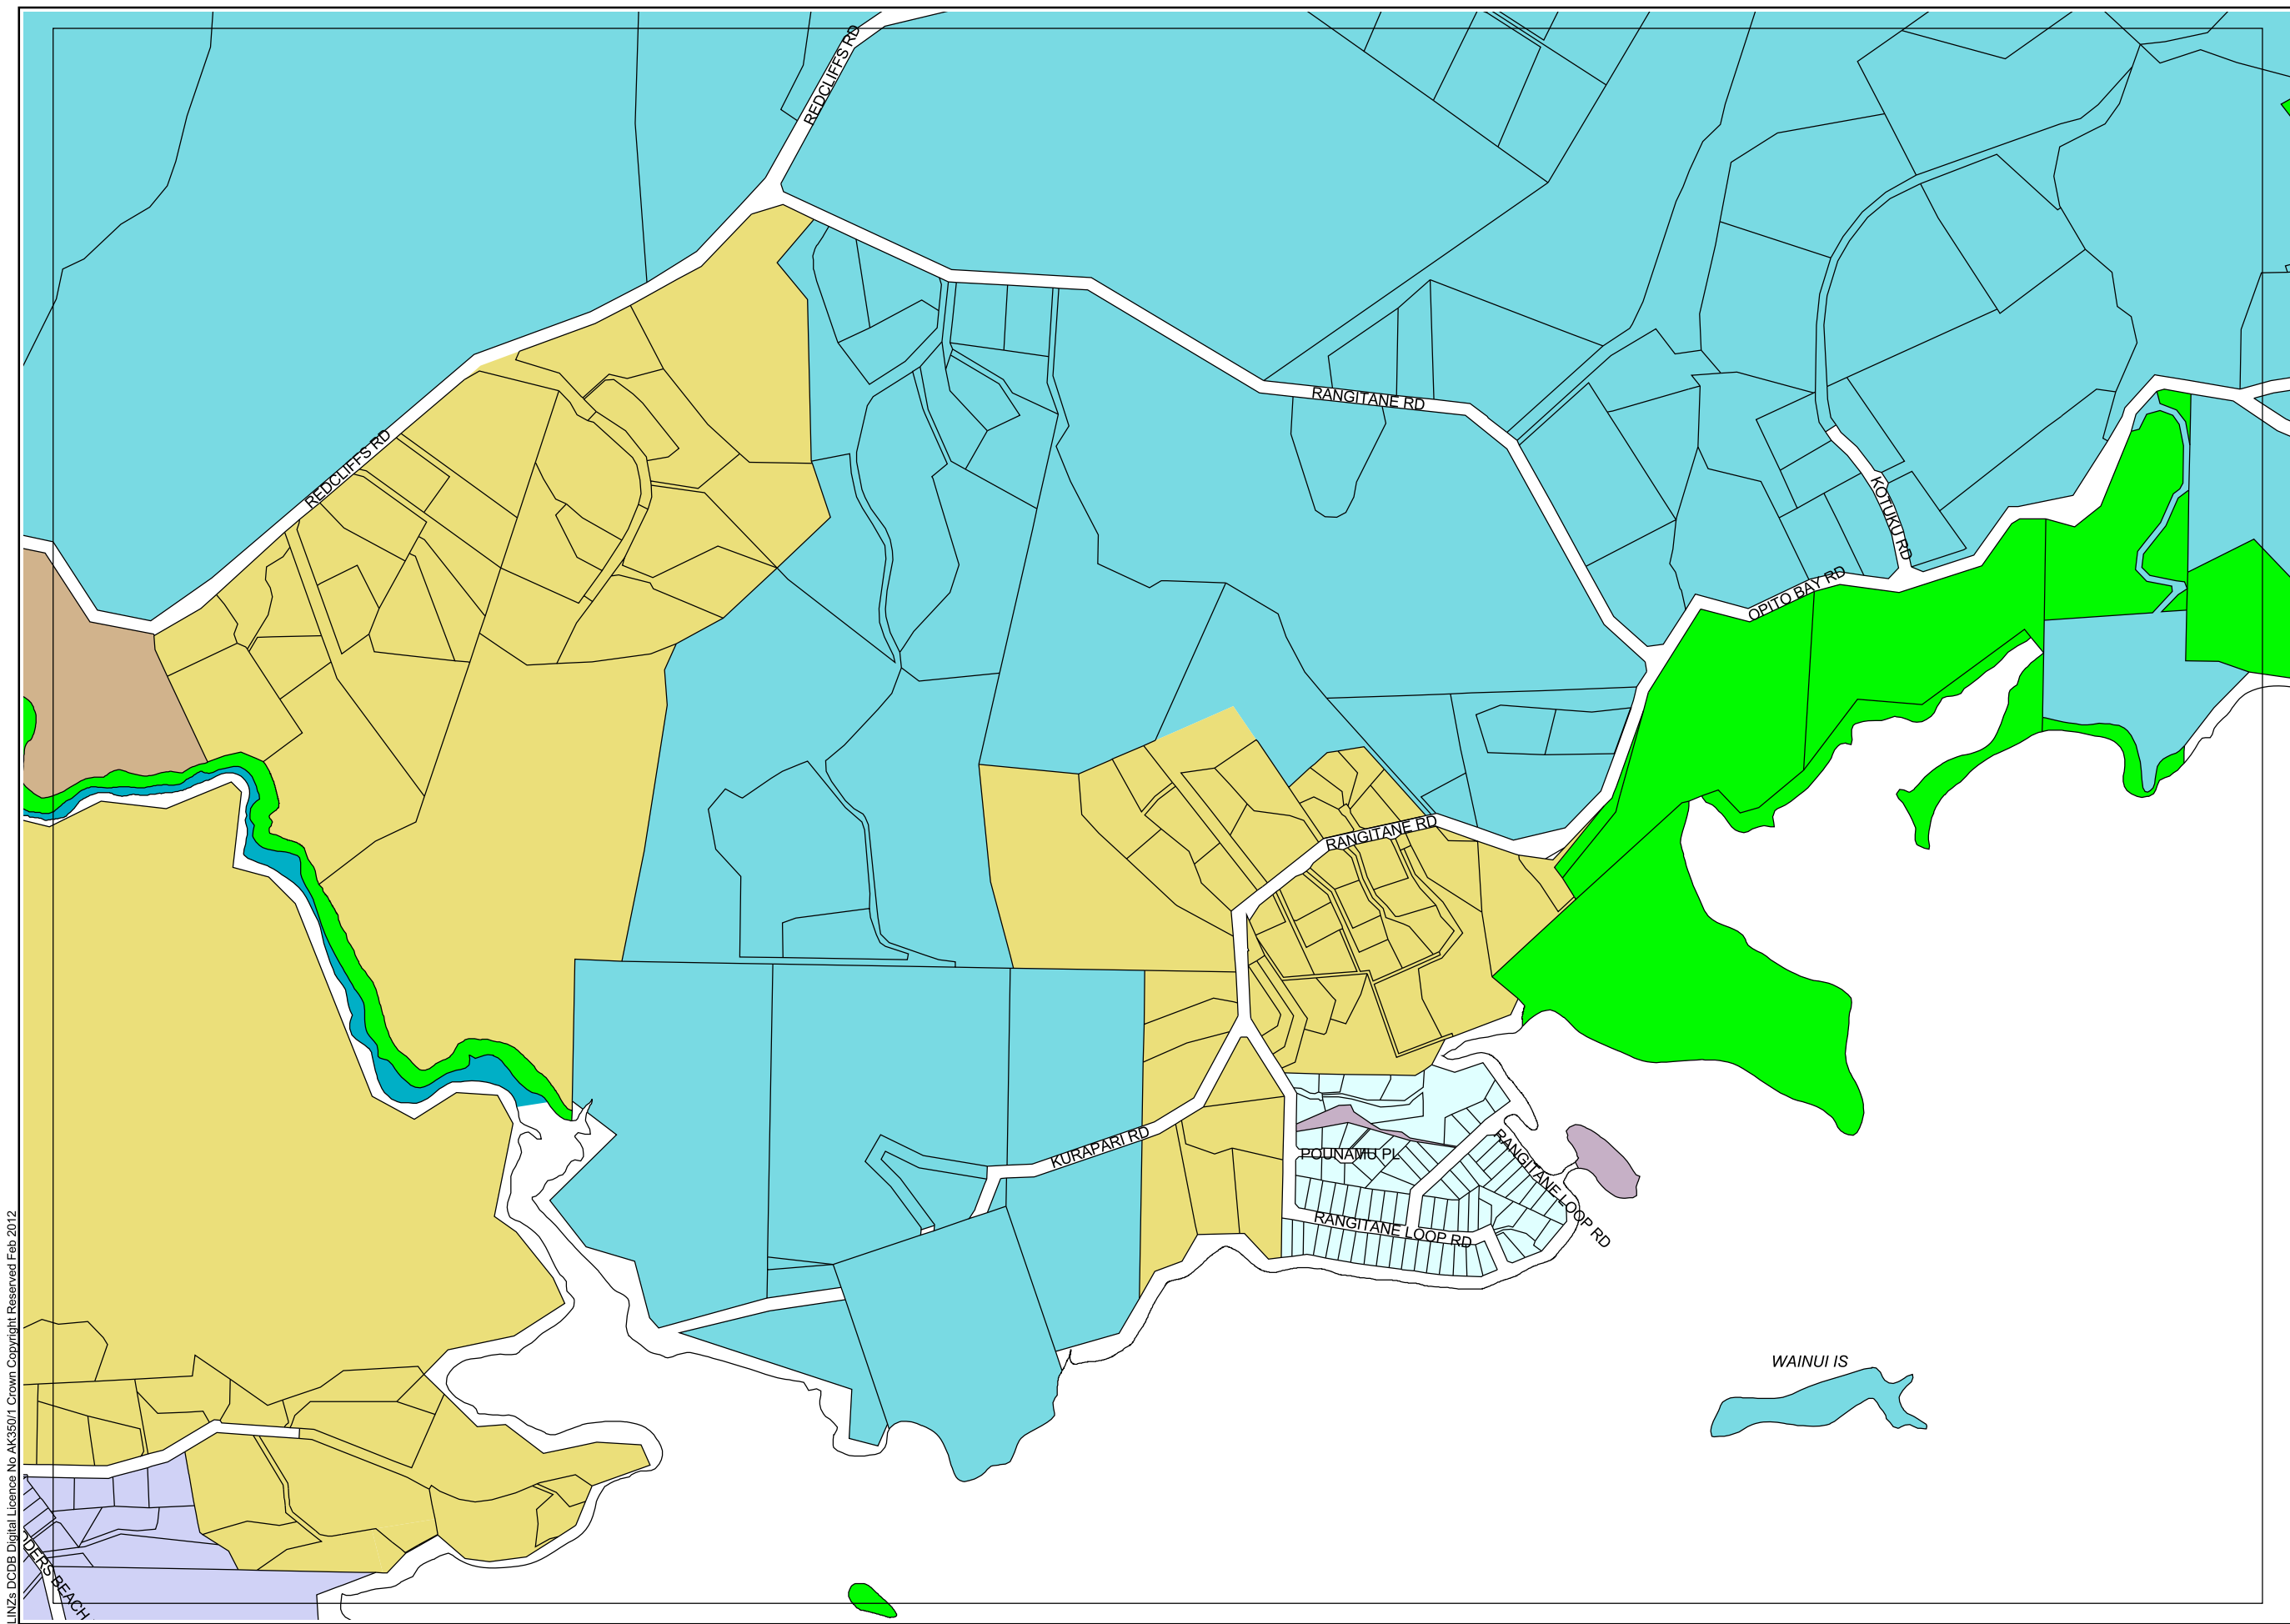 REDCLIFFS RD
RANGITANE RD
REDCLIFFS RD
KOTUKU RD
OPITO BAY RD
RANGITANE RD
KURAPARI RD
POUNAMU PL
RANGITANE LOOP RD
RANGITANE LOOP RD
WAINUI IS
DERS BEACH
LINZs DCDB Digital Licence No AK350/1 Crown Copyright Reserved Feb 2012